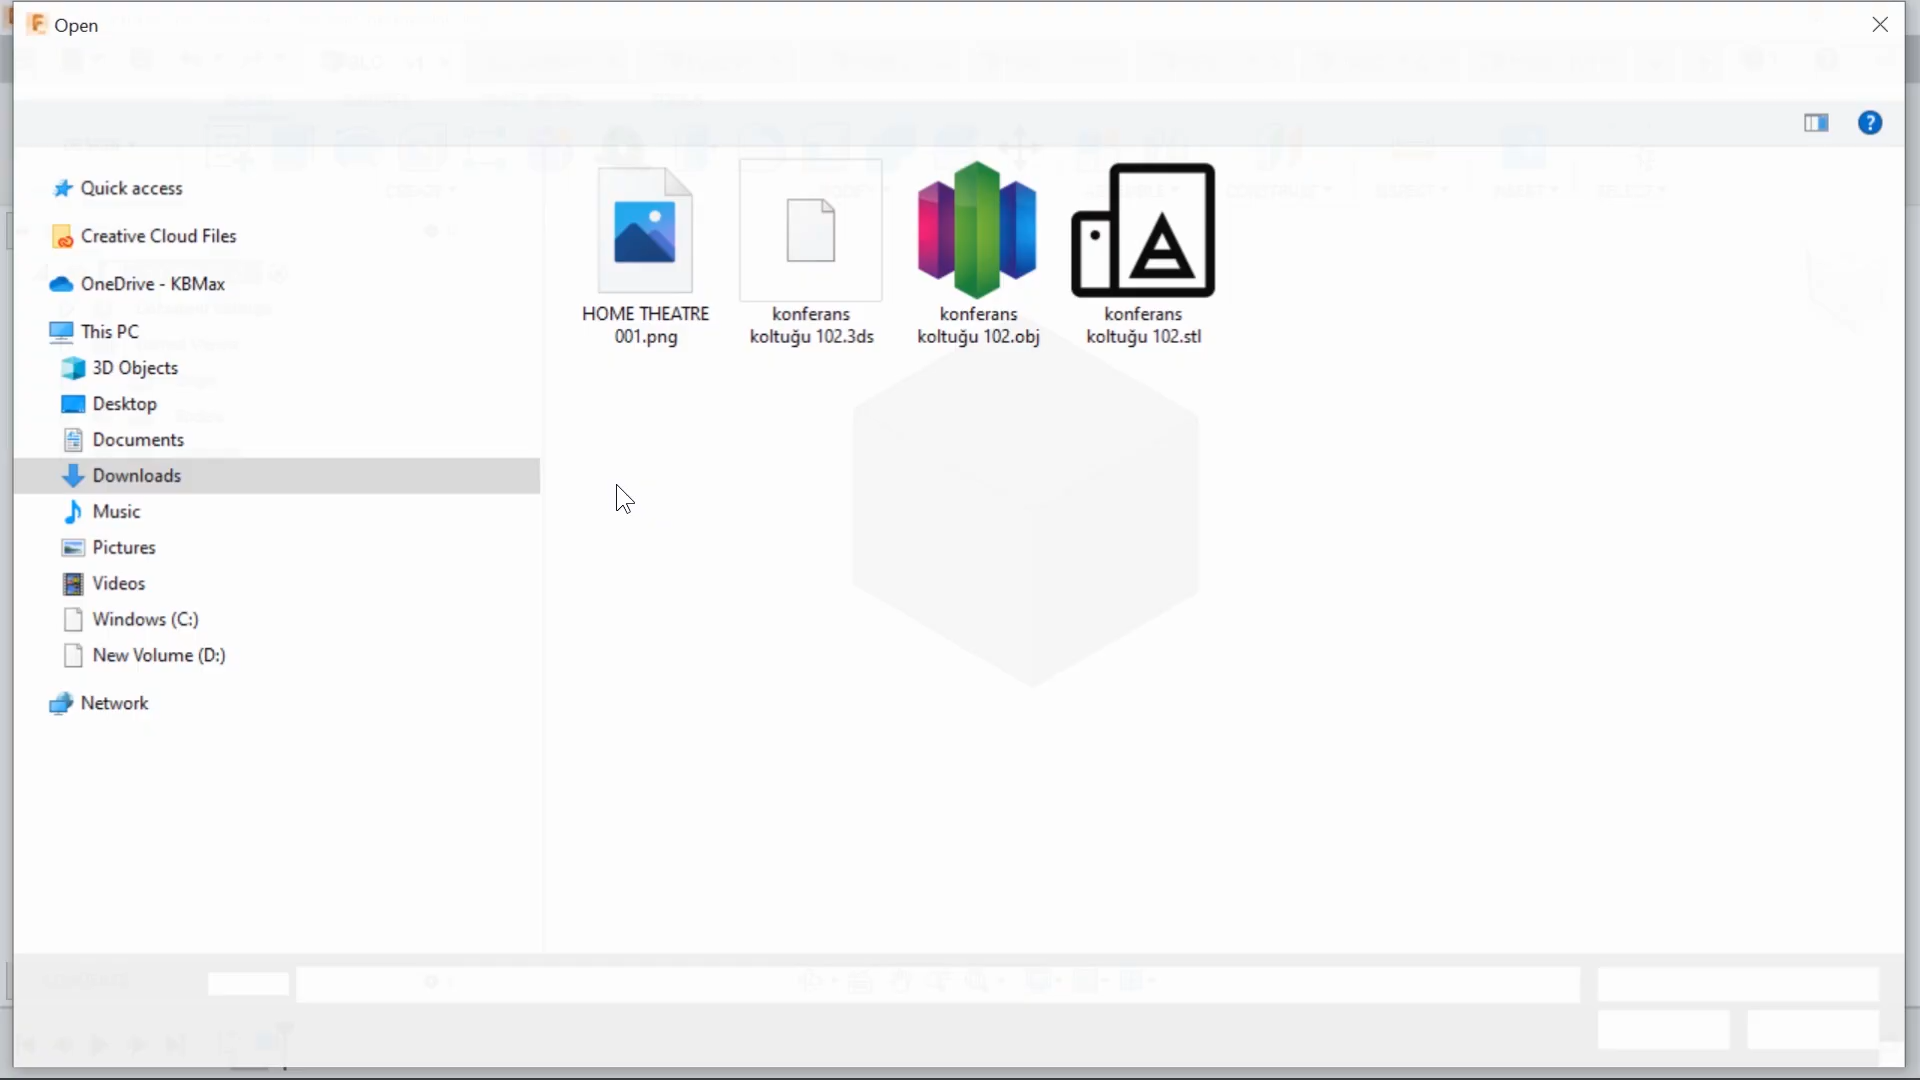 Open
Quick access
Creative Cloud Files
OneDrive - KBMax
This PC
3D Objects
Desktop
Documents
Downloads
Music
Pictures
Videos
Windows (C:)
New Volume (D:)
Network
HOME THEATRE
001.png
konferans
koltuğu 102.3ds
konferans
koltuğu 102.obj
konferans
koltuğu 102.stl